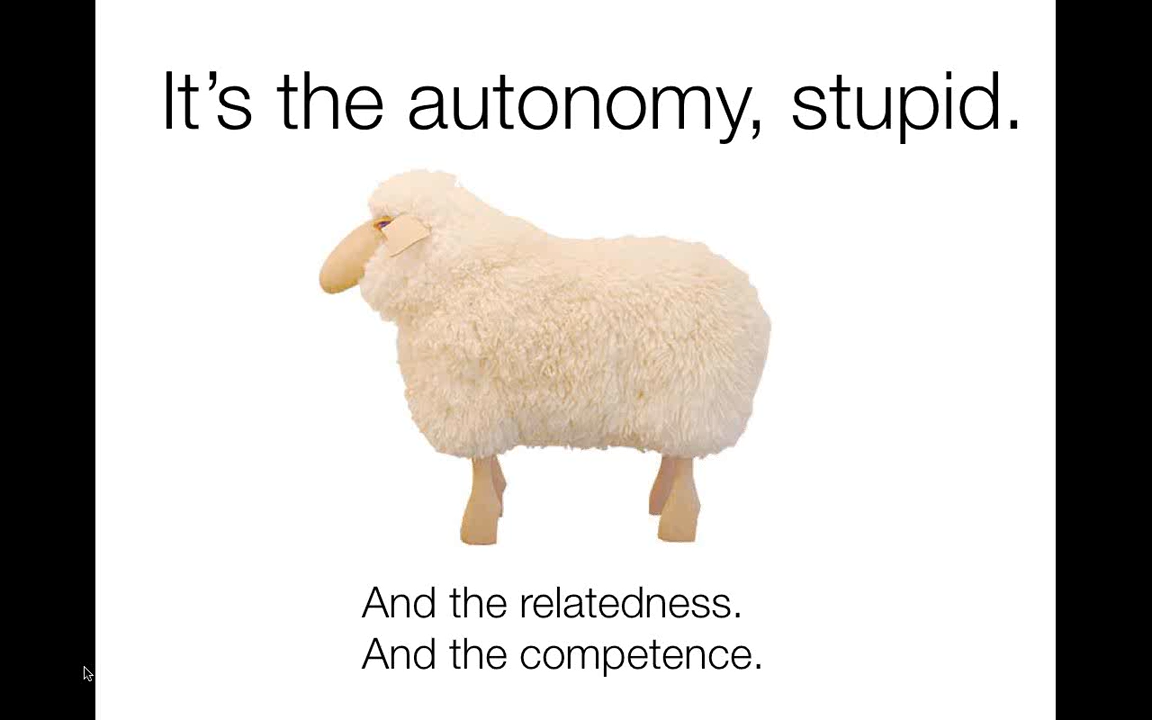 It’s the autonomy, stupid.
And the relatedness.
And the competence.